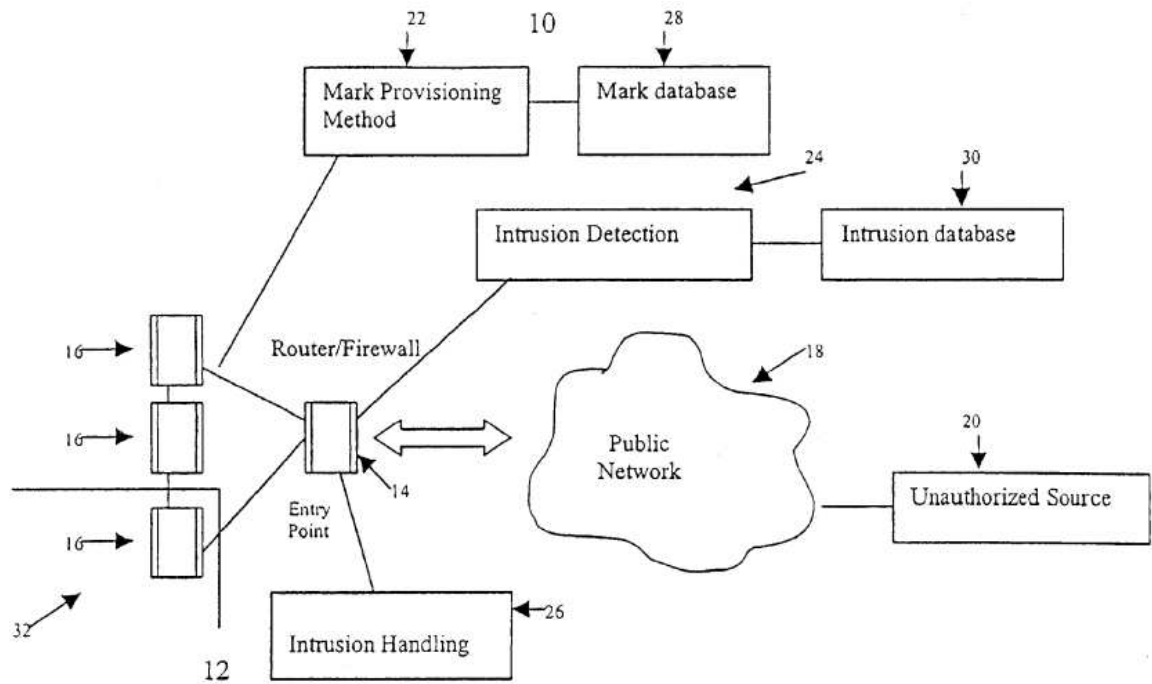 22
10
28
Mark Provisioning
Method
Mark database
24
30
Intrusion Detection
Intrusion database
16
Router/Firewall
18
16
Public
Network
20
14
Unauthorized Source
Entry
Point
16
26
32
Intrusion Handling
12